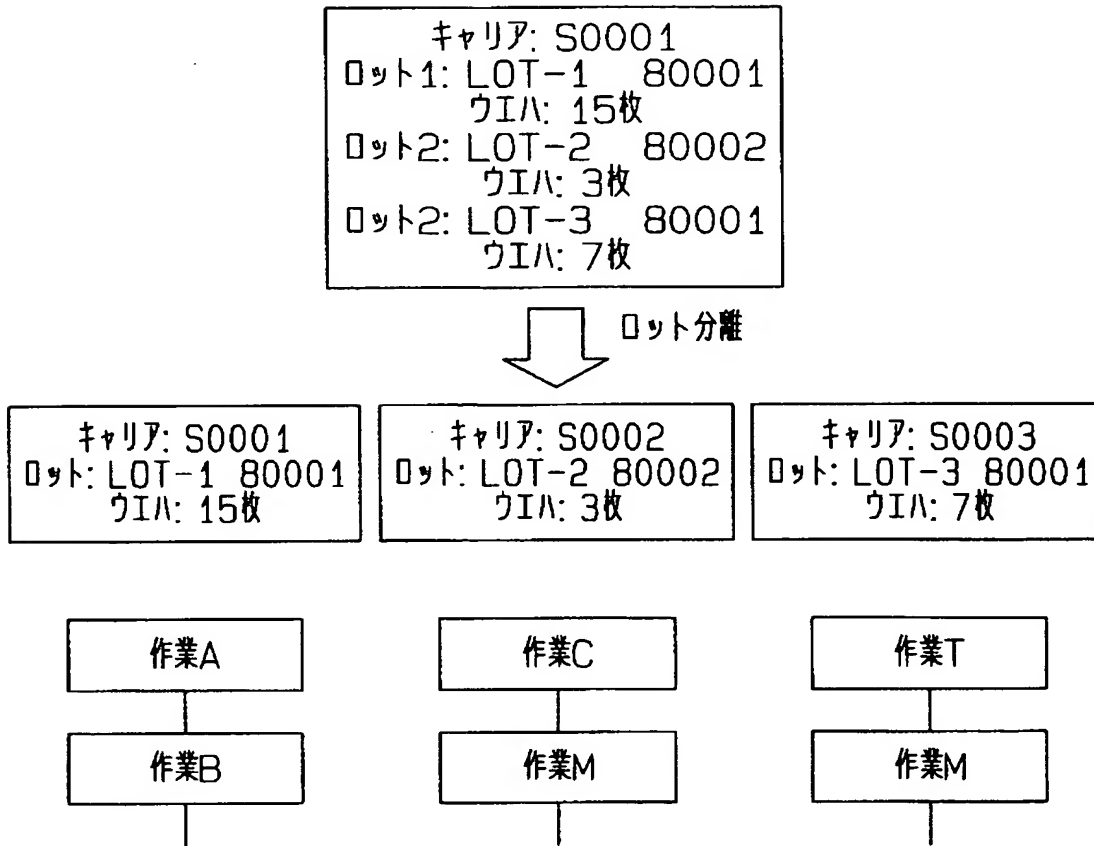 キャリア: S0001
ロット1: LOT-1 80001
ウエハ: 15枚
ロット2: LOT-2 80002
ウエハ: 3枚
ロット2: LOT-3 80001
ウエハ: 7枚
ロット分離
キャリア: S0001
ロット: LOT-1 80001
ウエハ: 15枚
キャリア: S0002
ロット: LOT-2 80002
ウエハ: 3枚
キャリア: S0003
ロット: LOT-3 80001
ウエハ: 7枚
作業A
作業C
作業T
作業B
作業M
作業M